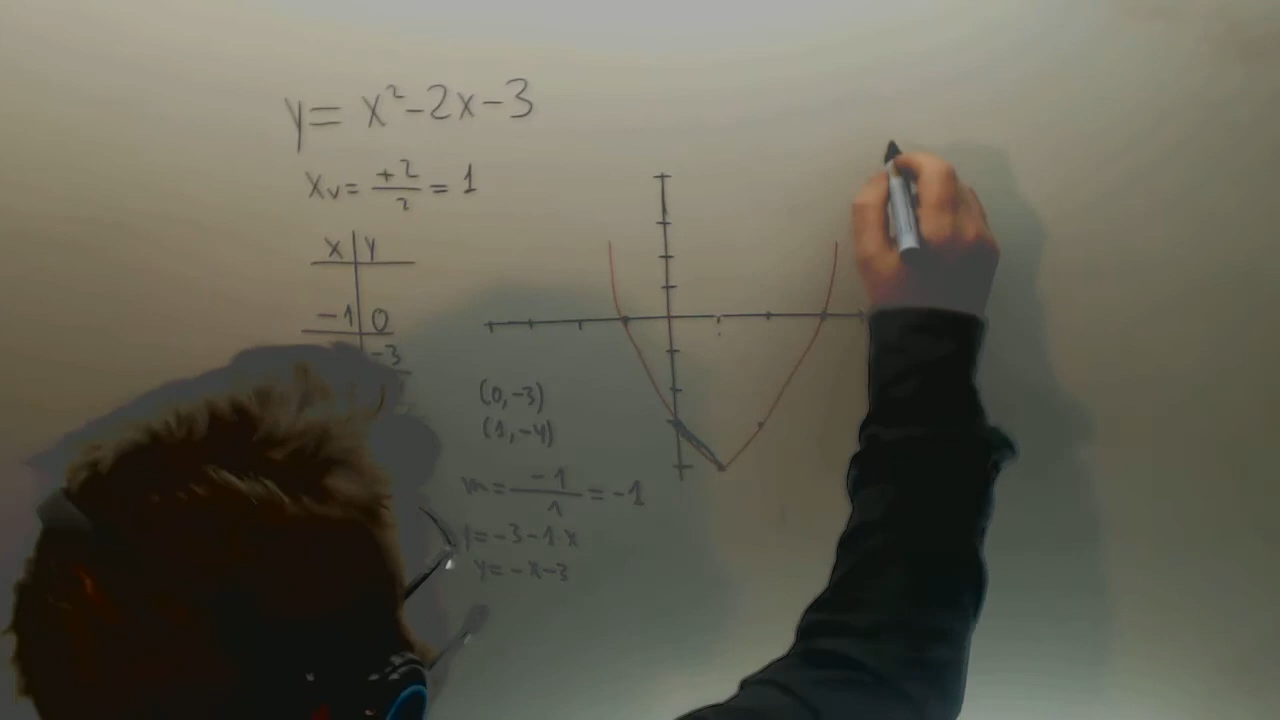 y = x² - 2x - 3
Xv = +2/2 = 1
x | y
-1 | 0
-3
(0, -3)
(1, -4)
m = -1/1 = -1
y = -3 - 1·x
y = -x - 3